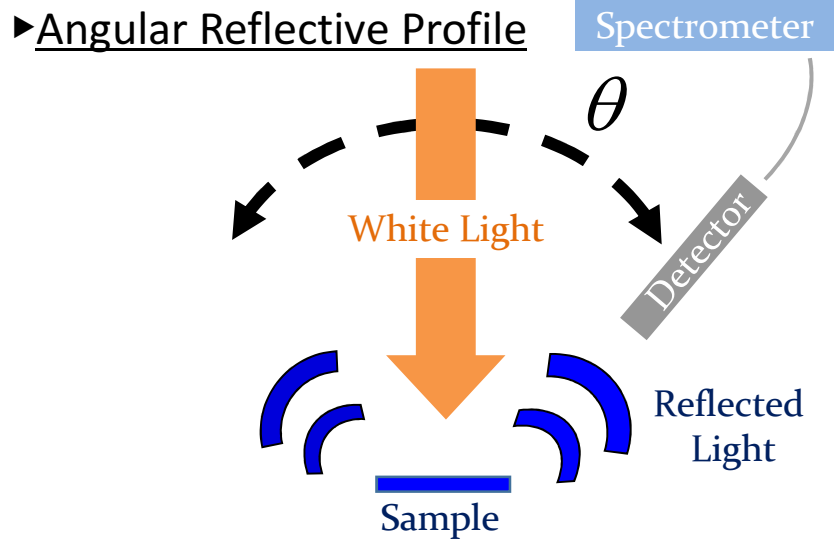 ►Angular Reflective Profile
Spectrometer
θ
White Light
Detector
Reflected
Light
Sample